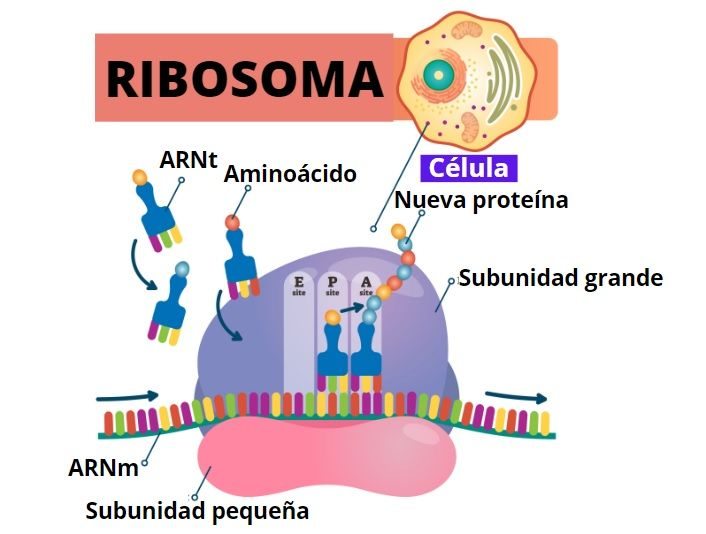 RIBOSOMA
Célula
ARNt
Aminoácido
Nueva proteína
Subunidad grande
E
site
P
site
A
site
ARNm
Subunidad pequeña